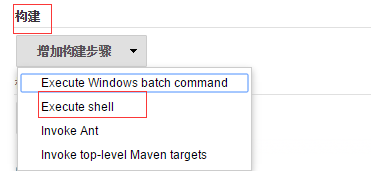 构建
增加构建步骤
Execute Windows batch command
Execute shell
Invoke Ant
Invoke top-level Maven targets